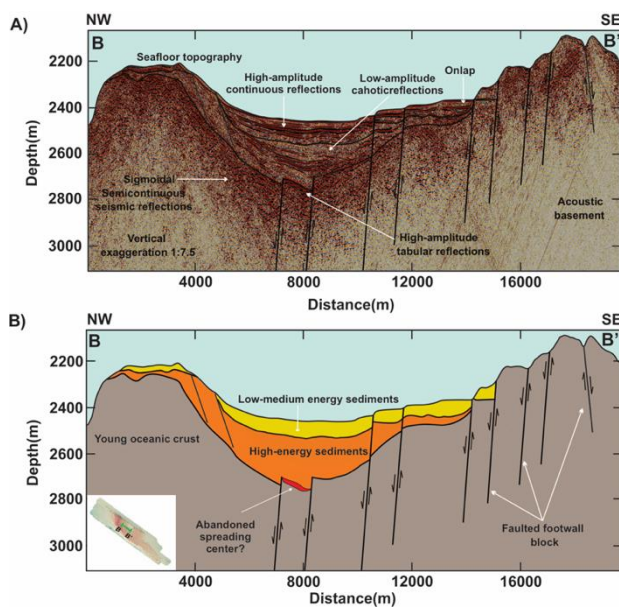 A)
NW
SE
B
B'
Seafloor topography
High-amplitude
continuous reflections
Low-amplitude
cahoticreflections
Onlap
Sigmoidal
Semicontinuous
seismic reflections
High-amplitude
tabular reflections
Acoustic
basement
Vertical
exaggeration 1:7.5
Depth(m)
2200
2400
2600
2800
3000
4000
8000
12000
16000
Distance(m)
B)
NW
SE
B
B'
Low-medium energy sediments
Young oceanic crust
High-energy sediments
Abandoned
spreading
center?
Faulted footwall
block
Depth(m)
2200
2400
2600
2800
3000
4000
8000
12000
16000
Distance(m)